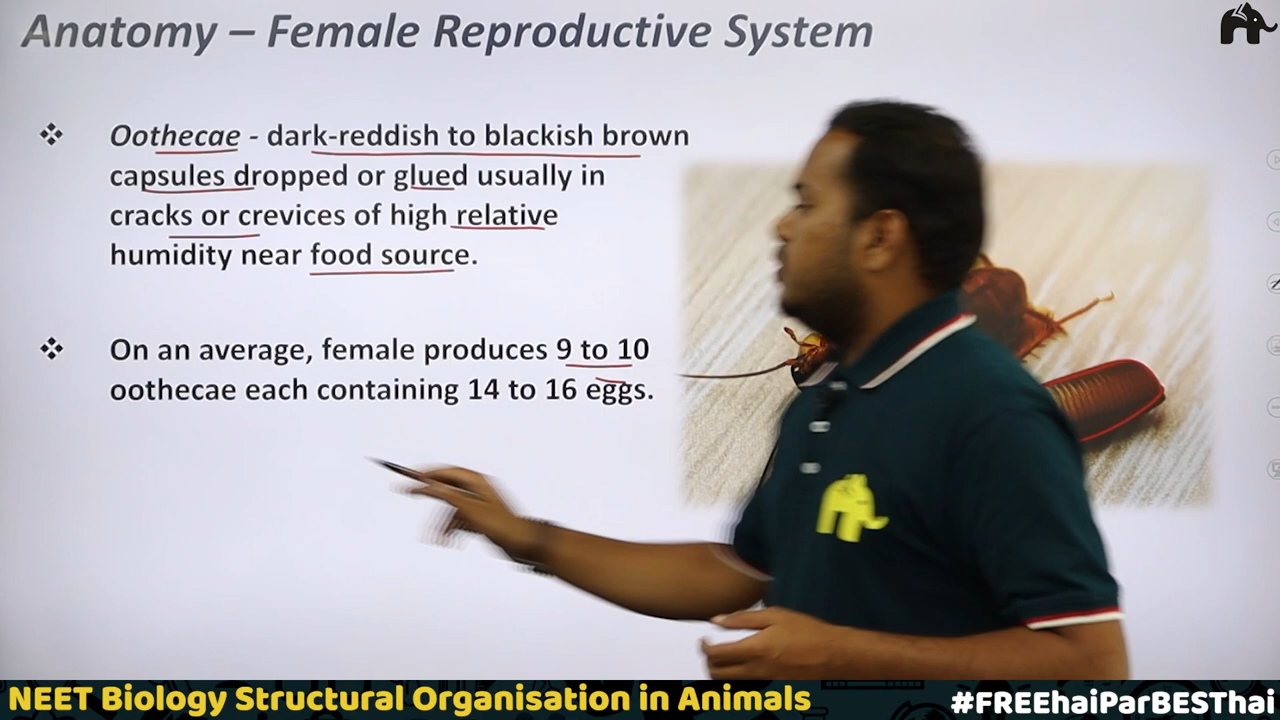 Anatomy – Female Reproductive System
❖ Oothecae - dark-reddish to blackish brown
capsules dropped or glued usually in
cracks or crevices of high relative
humidity near food source.
❖ On an average, female produces 9 to 10
oothecae each containing 14 to 16 eggs.
NEET Biology Structural Organisation in Animals
#FREEhaiParBESThai